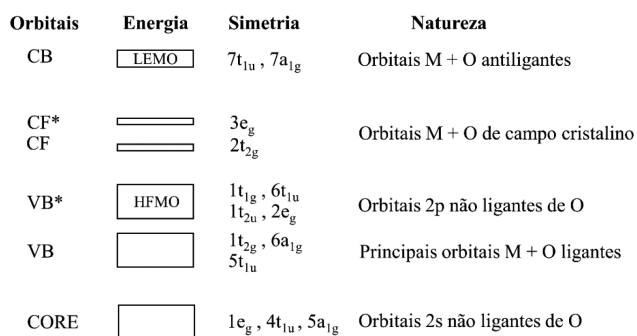 Orbitais Energia Simetria Natureza
CB LEMO 7t1u , 7a1g Orbitais M + O antiligantes
CF* 3eg
Orbitais M + O de campo cristalino
CF 2t2g
1t1g , 6t1u
VB* HFMO Orbitais 2p não ligantes de O
1t2u , 2eg
1t2g , 6a1g
VB Principais orbitais M + O ligantes
5t1u
CORE 1eg , 4t1u , 5a1g Orbitais 2s não ligantes de O